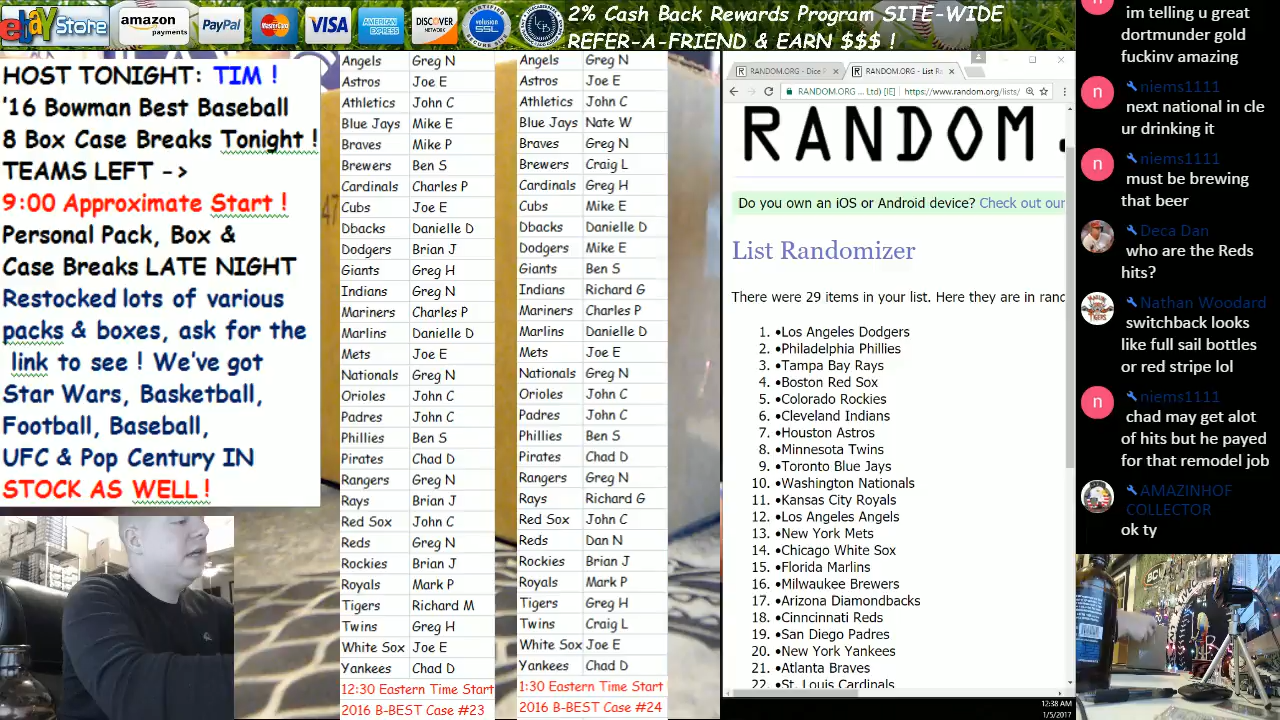 ebay Store
amazon payments
PayPal
MasterCard
VISA
AMERICAN EXPRESS
DISCOVER NETWORK
volusion SSL
2% Cash Back Rewards Program SITE-WIDE
REFER-A-FRIEND & EARN $$$ !
HOST TONIGHT: TIM !
'16 Bowman Best Baseball
8 Box Case Breaks Tonight !
TEAMS LEFT ->
9:00 Approximate Start !
Personal Pack, Box &
Case Breaks LATE NIGHT
Restocked lots of various
packs & boxes, ask for the
link to see ! We've got
Star Wars, Basketball,
Football, Baseball,
UFC & Pop Century IN
STOCK AS WELL !
Angels Greg N
Astros Joe E
Athletics John C
Blue Jays Mike E
Braves Mike P
Brewers Ben S
Cardinals Charles P
Cubs Joe E
Dbacks Danielle D
Dodgers Brian J
Giants Greg H
Indians Greg N
Mariners Charles P
Marlins Danielle D
Mets Joe E
Nationals Greg N
Orioles John C
Padres John C
Phillies Ben S
Pirates Chad D
Rangers Greg N
Rays Brian J
Red Sox John C
Reds Greg N
Rockies Brian J
Royals Mark P
Tigers Richard M
Twins Greg H
White Sox Joe E
Yankees Chad D
12:30 Eastern Time Start
2016 B-BEST Case #23
Angels Greg N
Astros Joe E
Athletics John C
Blue Jays Nate W
Braves Greg N
Brewers Craig L
Cardinals Greg H
Cubs Mike E
Dbacks Danielle D
Dodgers Mike E
Giants Ben S
Indians Richard G
Mariners Charles P
Marlins Danielle D
Mets Joe E
Nationals Greg N
Orioles John C
Padres John C
Phillies Ben S
Pirates Chad D
Rangers Greg N
Rays Richard G
Red Sox John C
Reds Dan N
Rockies Brian J
Royals Mark P
Tigers Greg H
Twins Craig L
White Sox Joe E
Yankees Chad D
1:30 Eastern Time Start
2016 B-BEST Case #24
RANDOM.ORG - Dice R
RANDOM.ORG - List Ra
RANDOM.ORG Ltd) [IE] https://www.random.org/lists/
RANDOM.
Do you own an iOS or Android device? Check out our
List Randomizer
There were 29 items in your list. Here they are in ranc
1. •Los Angeles Dodgers
2. •Philadelphia Phillies
3. •Tampa Bay Rays
4. •Boston Red Sox
5. •Colorado Rockies
6. •Cleveland Indians
7. •Houston Astros
8. •Minnesota Twins
9. •Toronto Blue Jays
10. •Washington Nationals
11. •Kansas City Royals
12. •Los Angeles Angels
13. •New York Mets
14. •Chicago White Sox
15. •Florida Marlins
16. •Milwaukee Brewers
17. •Arizona Diamondbacks
18. •Cinncinati Reds
19. •San Diego Padres
20. •New York Yankees
21. •Atlanta Braves
22. •St. Louis Cardinals
12:38 AM
1/5/2017
im telling u great
dortmunder gold
fuckinv amazing
n niems1111
next national in cle
ur drinking it
n niems1111
must be brewing
that beer
Deca Dan
who are the Reds
hits?
Nathan Woodard
switchback looks
like full sail bottles
or red stripe lol
n niems1111
chad may get alot
of hits but he payed
for that remodel job
AMAZINHOF
COLLECTOR
ok ty